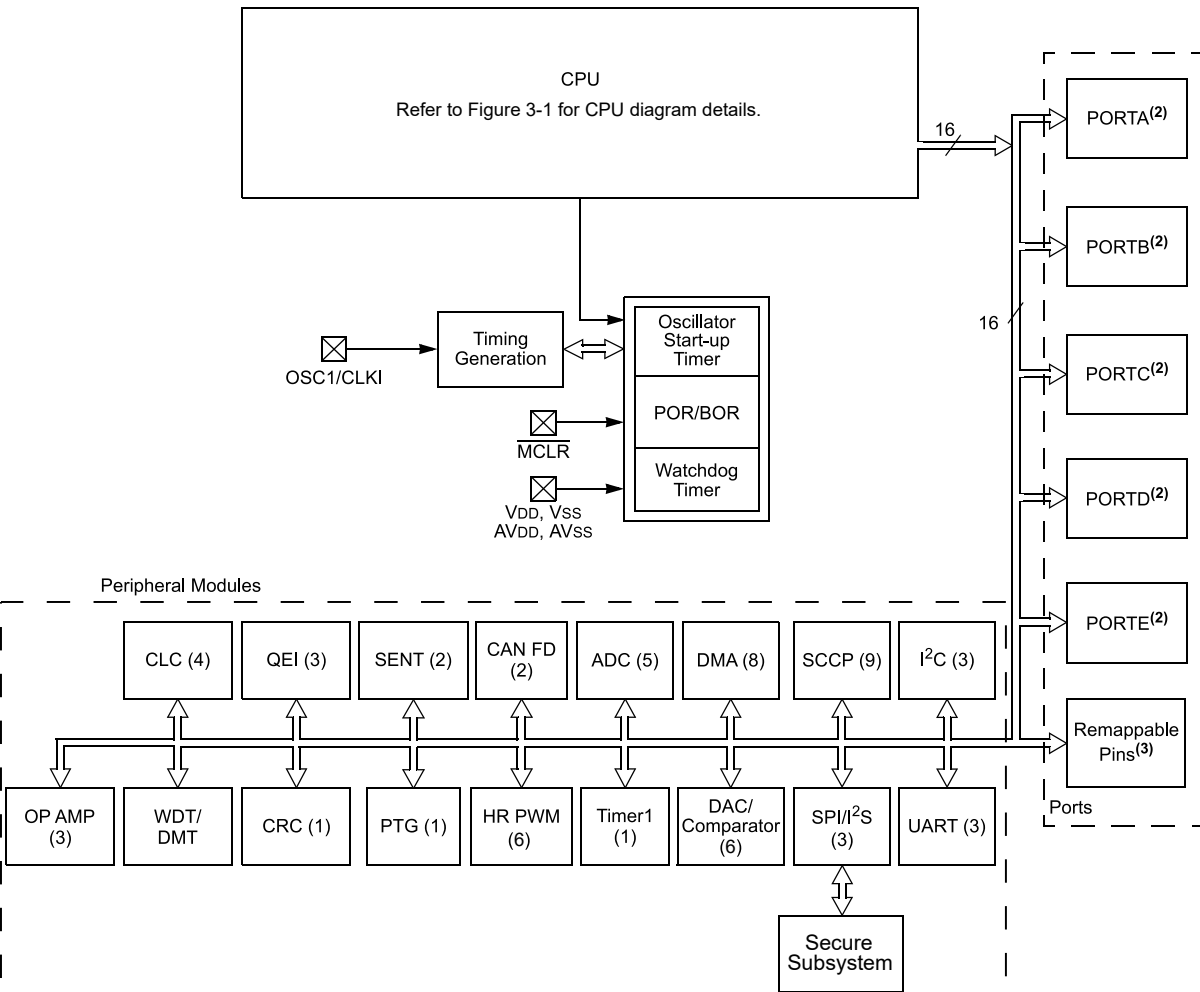 CPU
Refer to Figure 3-1 for CPU diagram details.
16
PORTA(2)
PORTB(2)
16
PORTC(2)
PORTD(2)
PORTE(2)
Remappable
Pins(3)
Ports
Timing
Generation
OSC1/CLKI
Oscillator
Start-up
Timer
POR/BOR
Watchdog
Timer
MCLR
VDD, VSS
AVDD, AVSS
Peripheral Modules
CLC (4)
QEI (3)
SENT (2)
CAN FD
(2)
ADC (5)
DMA (8)
SCCP (9)
I2C (3)
OP AMP
(3)
WDT/
DMT
CRC (1)
PTG (1)
HR PWM
(6)
Timer1
(1)
DAC/
Comparator
(6)
SPI/I2S
(3)
UART (3)
Secure
Subsystem